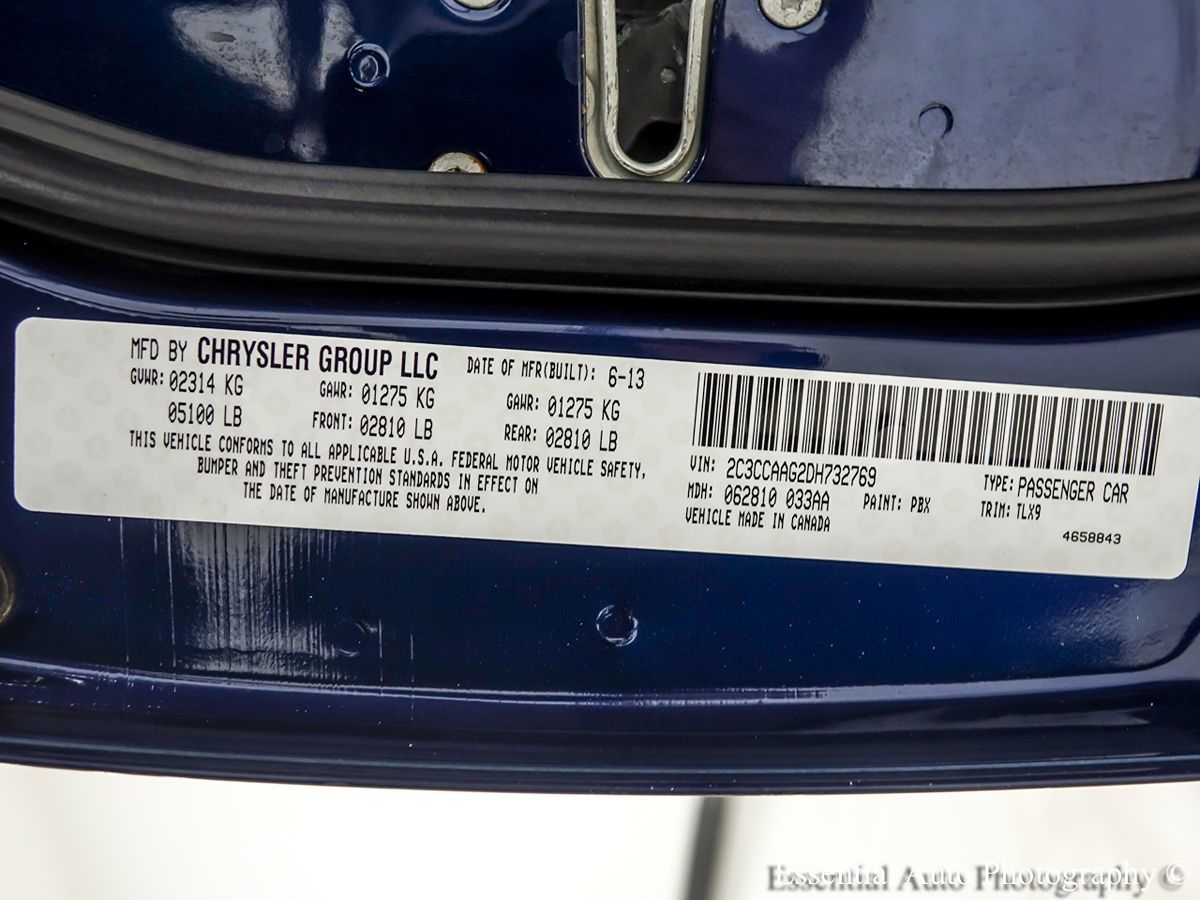 MFD BY CHRYSLER GROUP LLC DATE OF MFR(BUILT): 6-13
GVWR: 02314 KG GAWR: 01275 KG GAWR: 01275 KG
05100 LB FRONT: 02810 LB REAR: 02810 LB
THIS VEHICLE CONFORMS TO ALL APPLICABLE U.S.A. FEDERAL MOTOR VEHICLE SAFETY,
BUMPER AND THEFT PREVENTION STANDARDS IN EFFECT ON
THE DATE OF MANUFACTURE SHOWN ABOVE.
VIN: 2C3CCAAG2DH732769 TYPE: PASSENGER CAR
MDH: 062810 033AA PAINT: PBX TRIM: TLX9
VEHICLE MADE IN CANADA 4658843
Essential Auto Photography ©